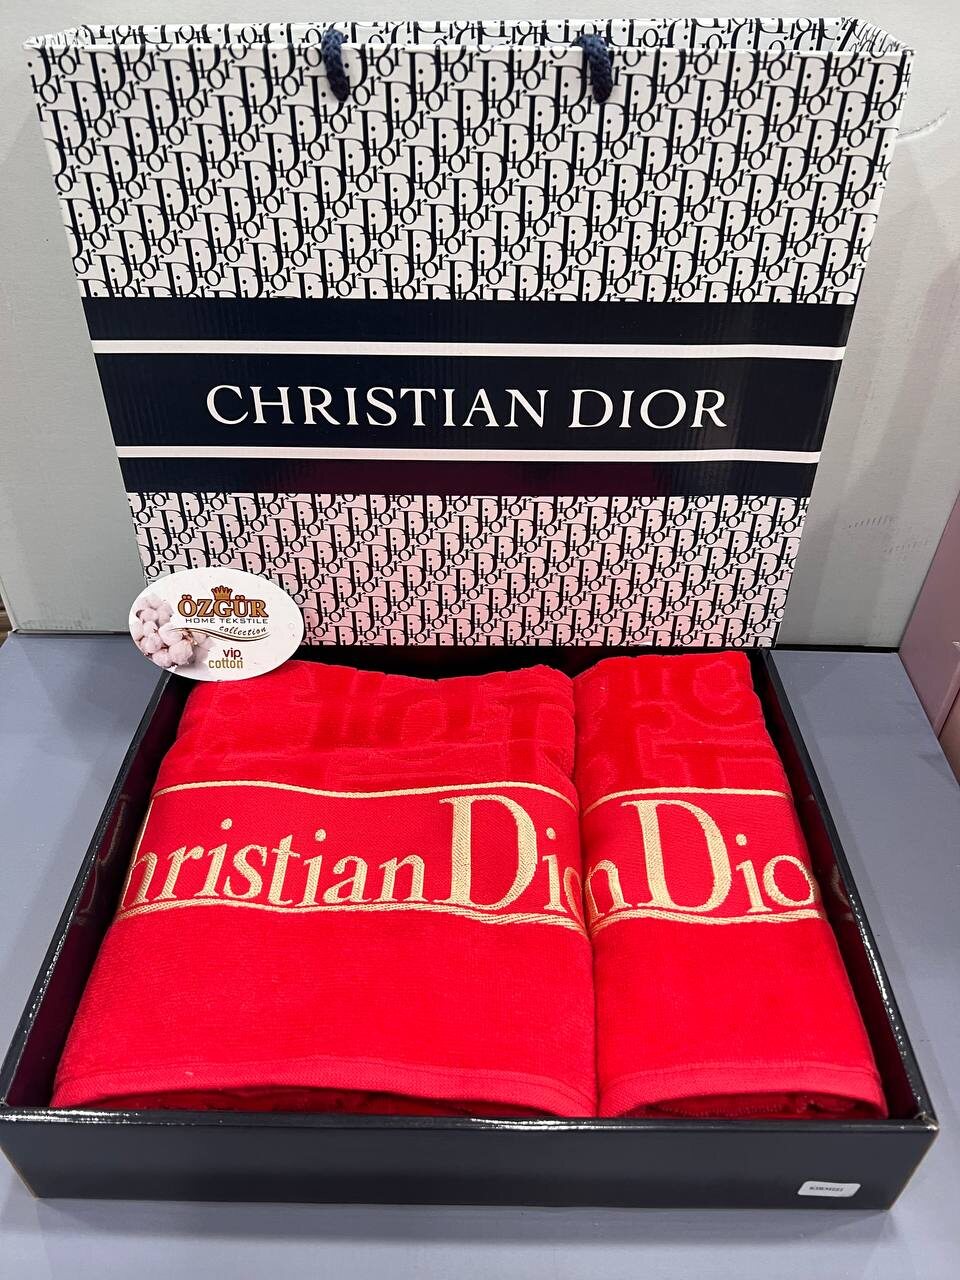 CHRISTIAN DIOR
ÖZGÜR
HOME TEKSTILE
collection
vip
cotton
hristian Dio
n Dio